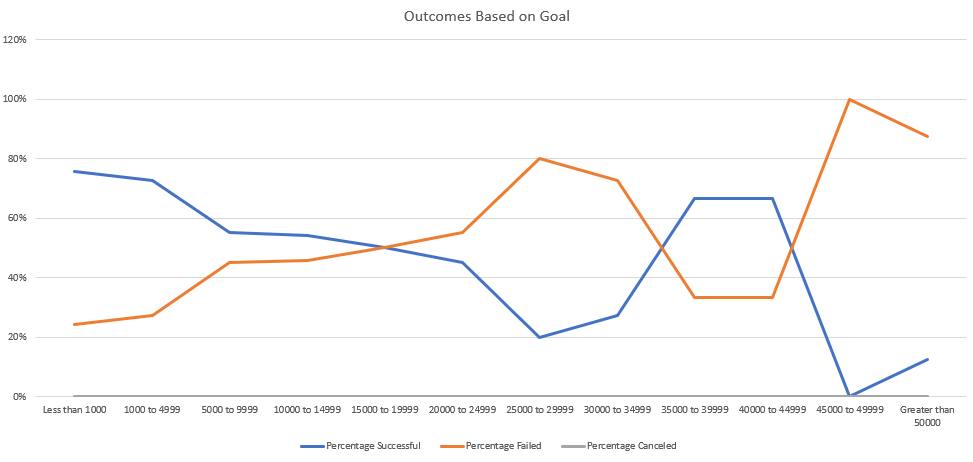 Outcomes Based on Goal
120%
100%
80%
60%
40%
20%
0%
Less than 1000 1000 to 4999 5000 to 9999 10000 to 14999 15000 to 19999 20000 to 24999 25000 to 29999 30000 to 34999 35000 to 39999 40000 to 44999 45000 to 49999 Greater than
50000
Percentage Successful Percentage Failed Percentage Canceled